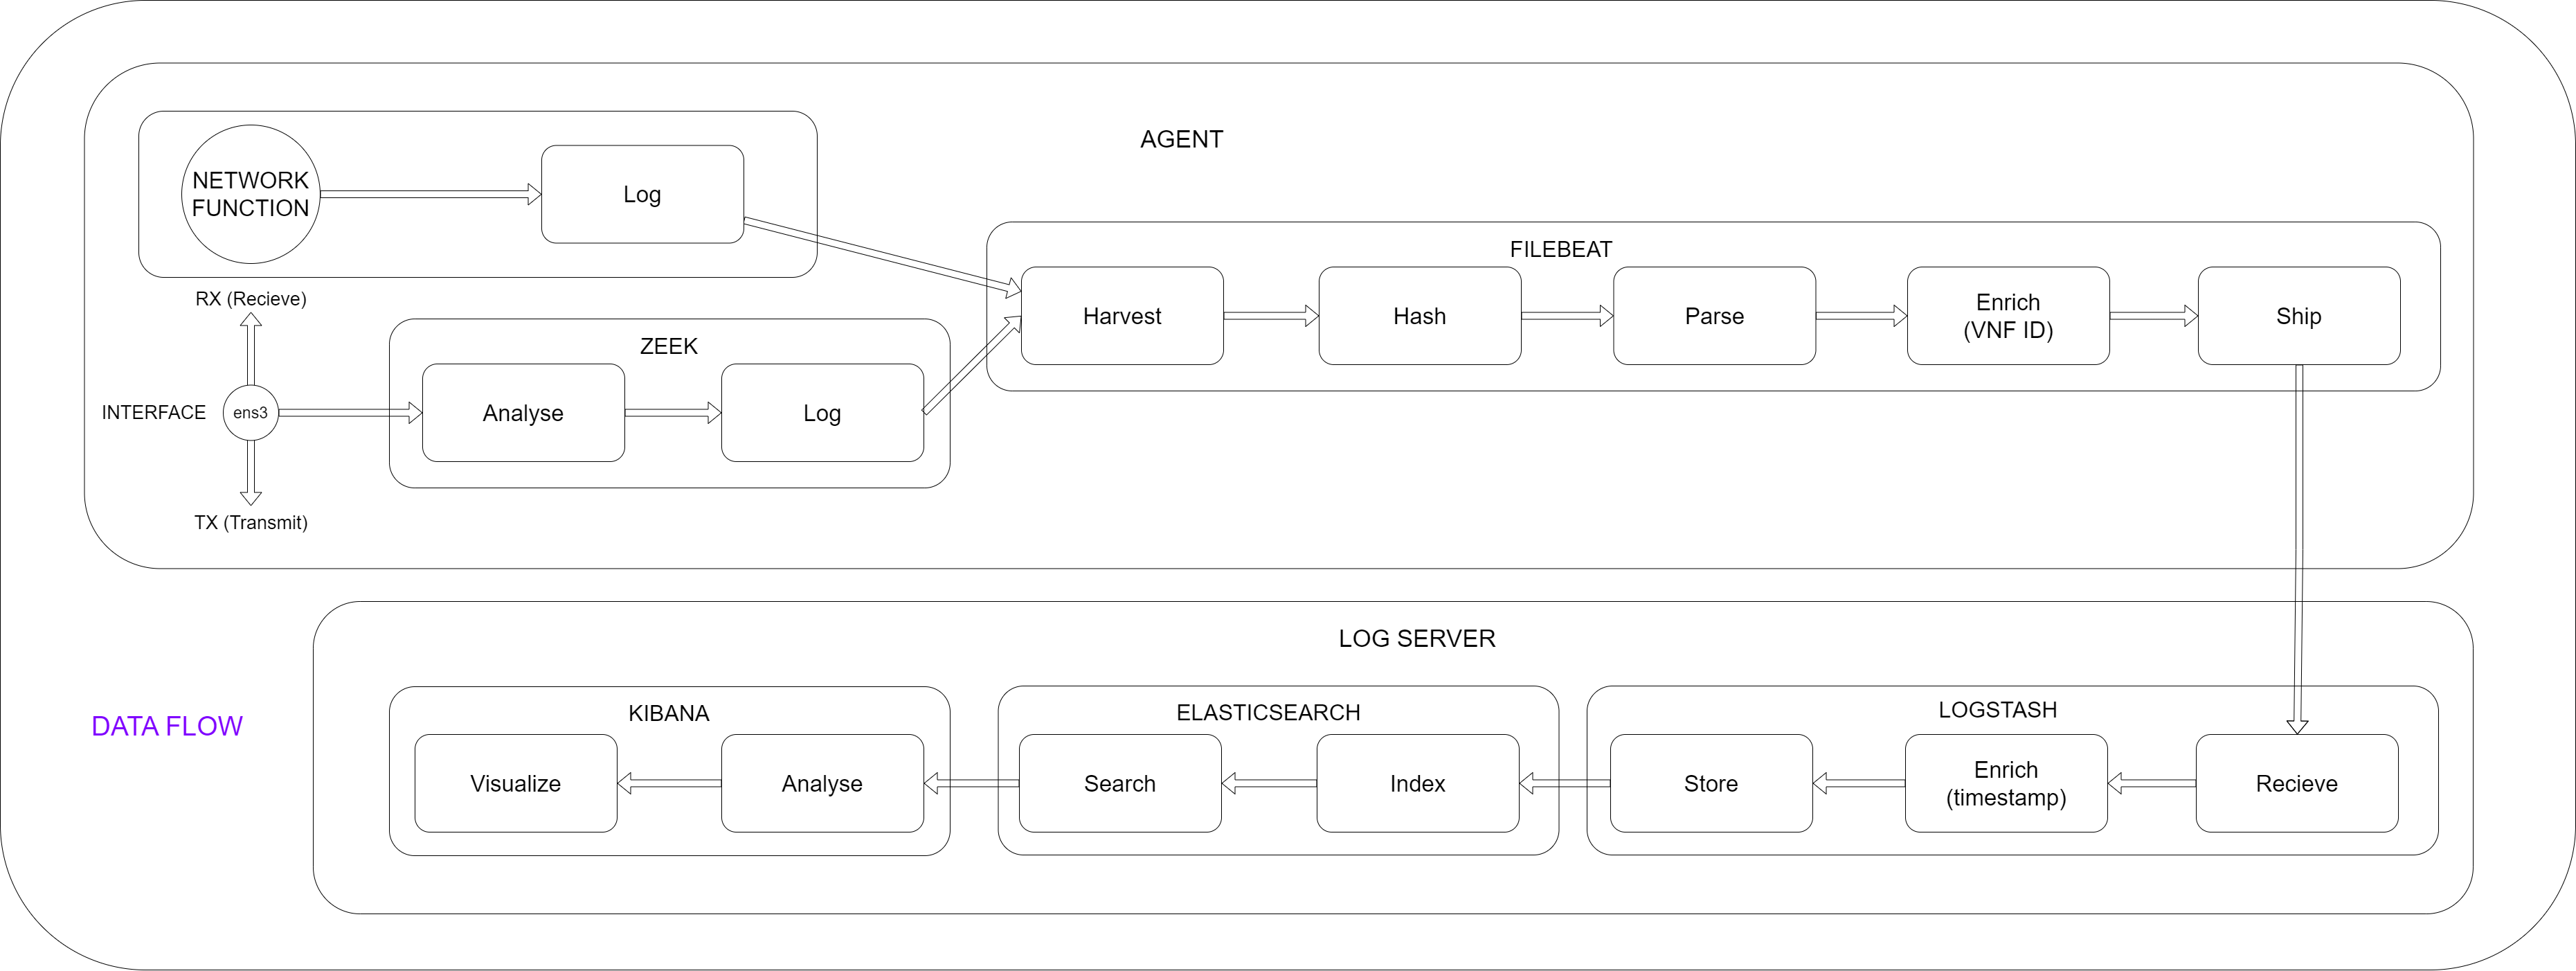 AGENT
NETWORK
FUNCTION
Log
FILEBEAT
Harvest
Hash
Parse
Enrich
(VNF ID)
Ship
RX (Recieve)
INTERFACE
ens3
TX (Transmit)
ZEEK
Analyse
Log
LOG SERVER
DATA FLOW
KIBANA
Visualize
Analyse
ELASTICSEARCH
Search
Index
LOGSTASH
Store
Enrich
(timestamp)
Recieve